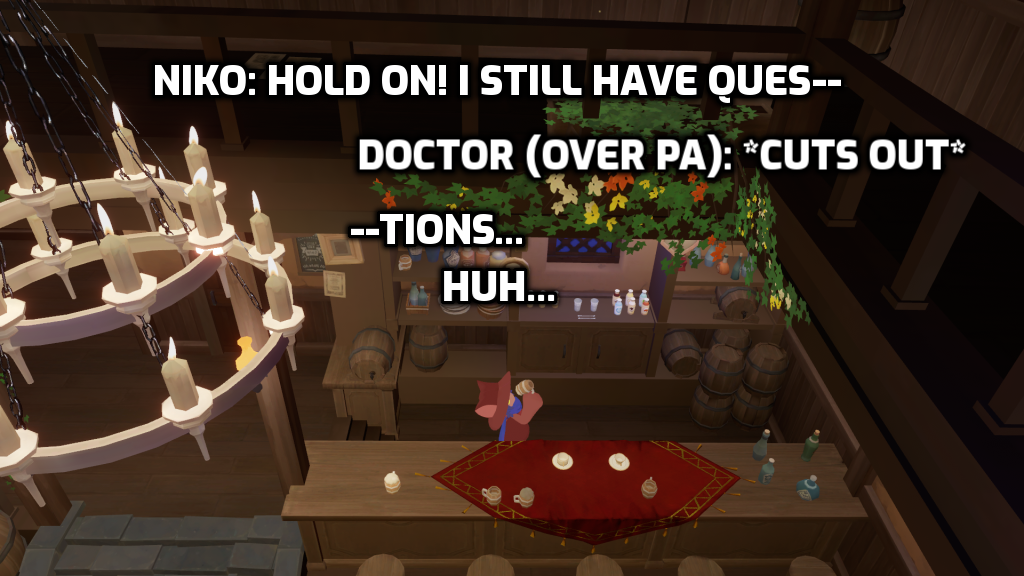 NIKO: HOLD ON! I STILL HAVE QUES--
DOCTOR (OVER PA): *CUTS OUT*
--TIONS...
HUH...